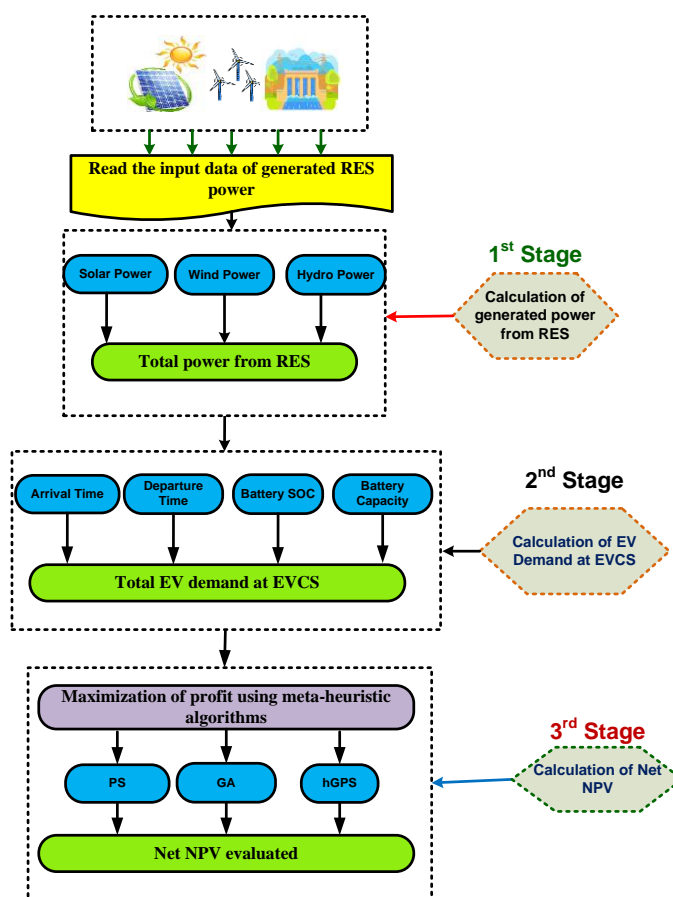 Read the input data of generated RES
power
1st Stage
Solar Power
Wind Power
Hydro Power
Calculation of
generated power
from RES
Total power from RES
2nd Stage
Arrival Time
Departure
Time
Battery SOC
Battery
Capacity
Calculation of EV
Demand at EVCS
Total EV demand at EVCS
Maximization of profit using meta-heuristic
algorithms
3rd Stage
PS
GA
hGPS
Calculation of Net
NPV
Net NPV evaluated